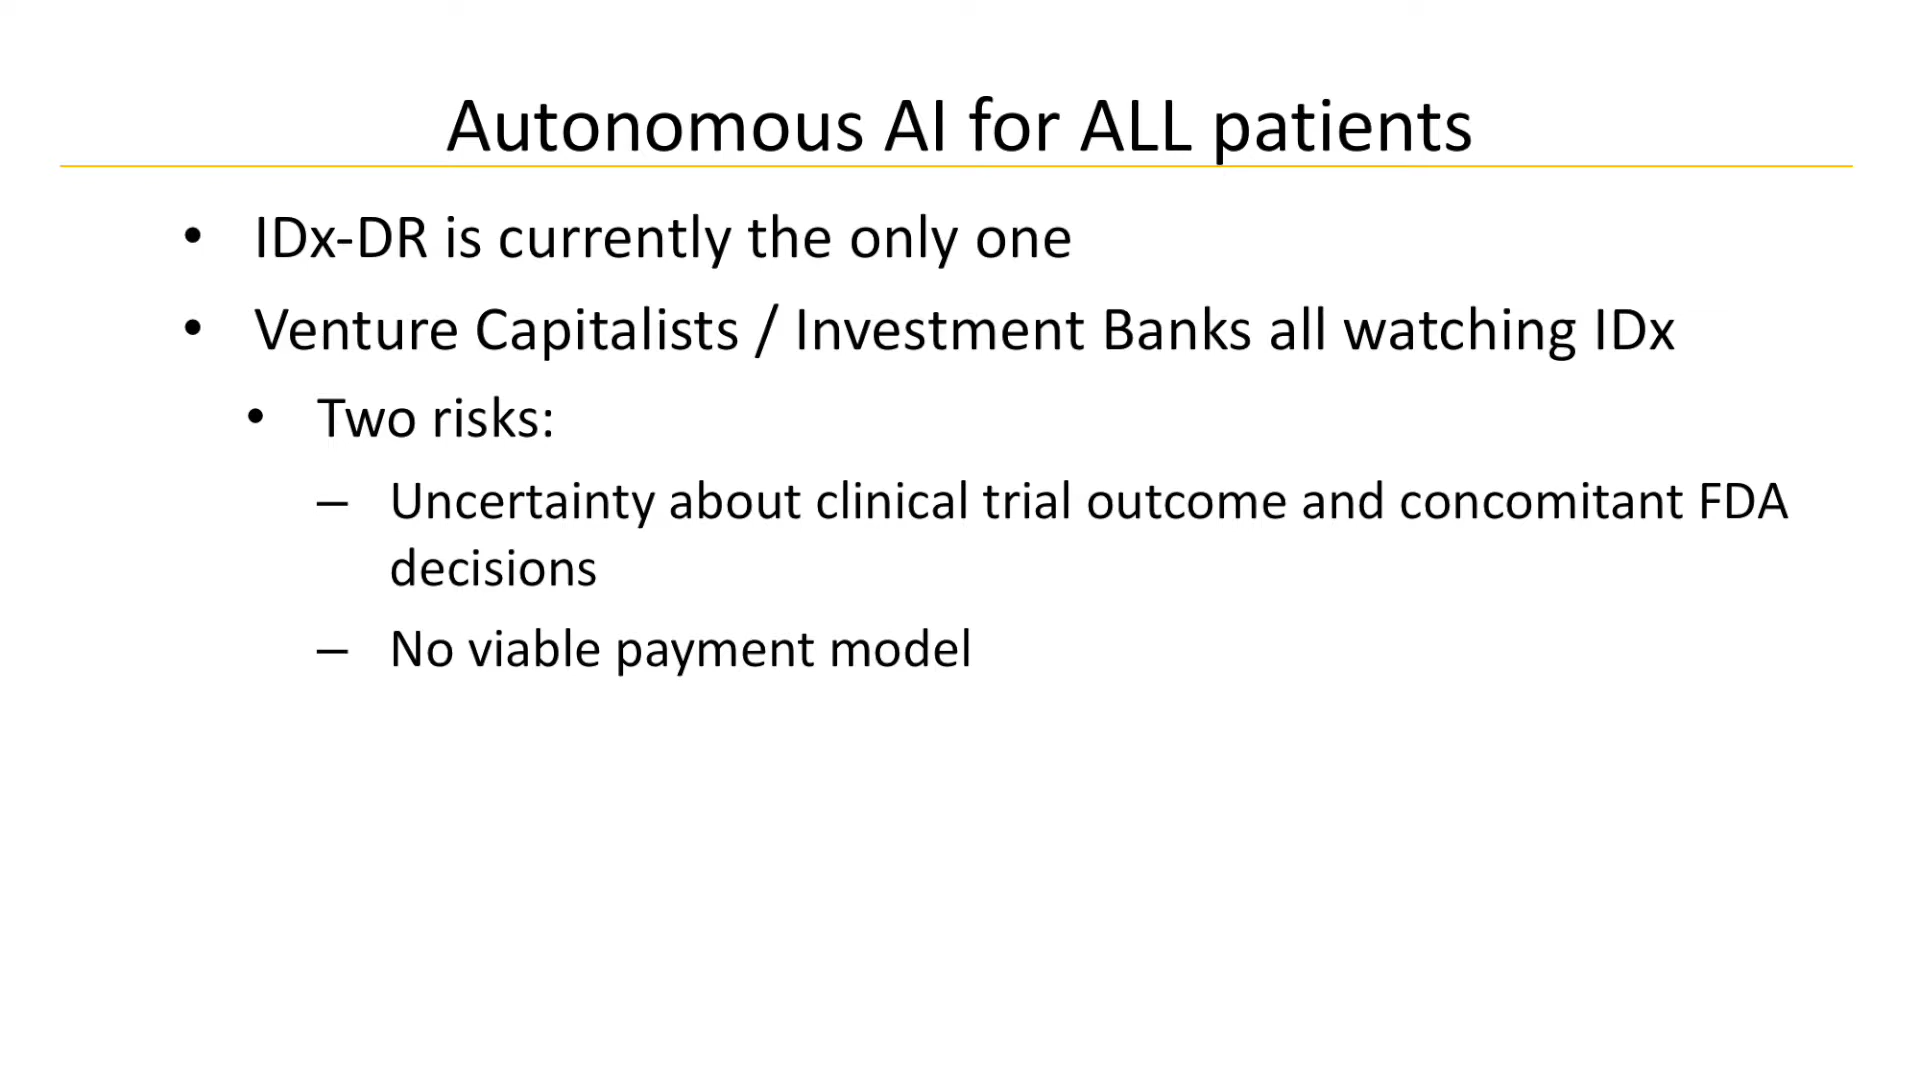 Autonomous AI for ALL patients
• IDx-DR is currently the only one
• Venture Capitalists / Investment Banks all watching IDx
• Two risks:
– Uncertainty about clinical trial outcome and concomitant FDA
decisions
– No viable payment model